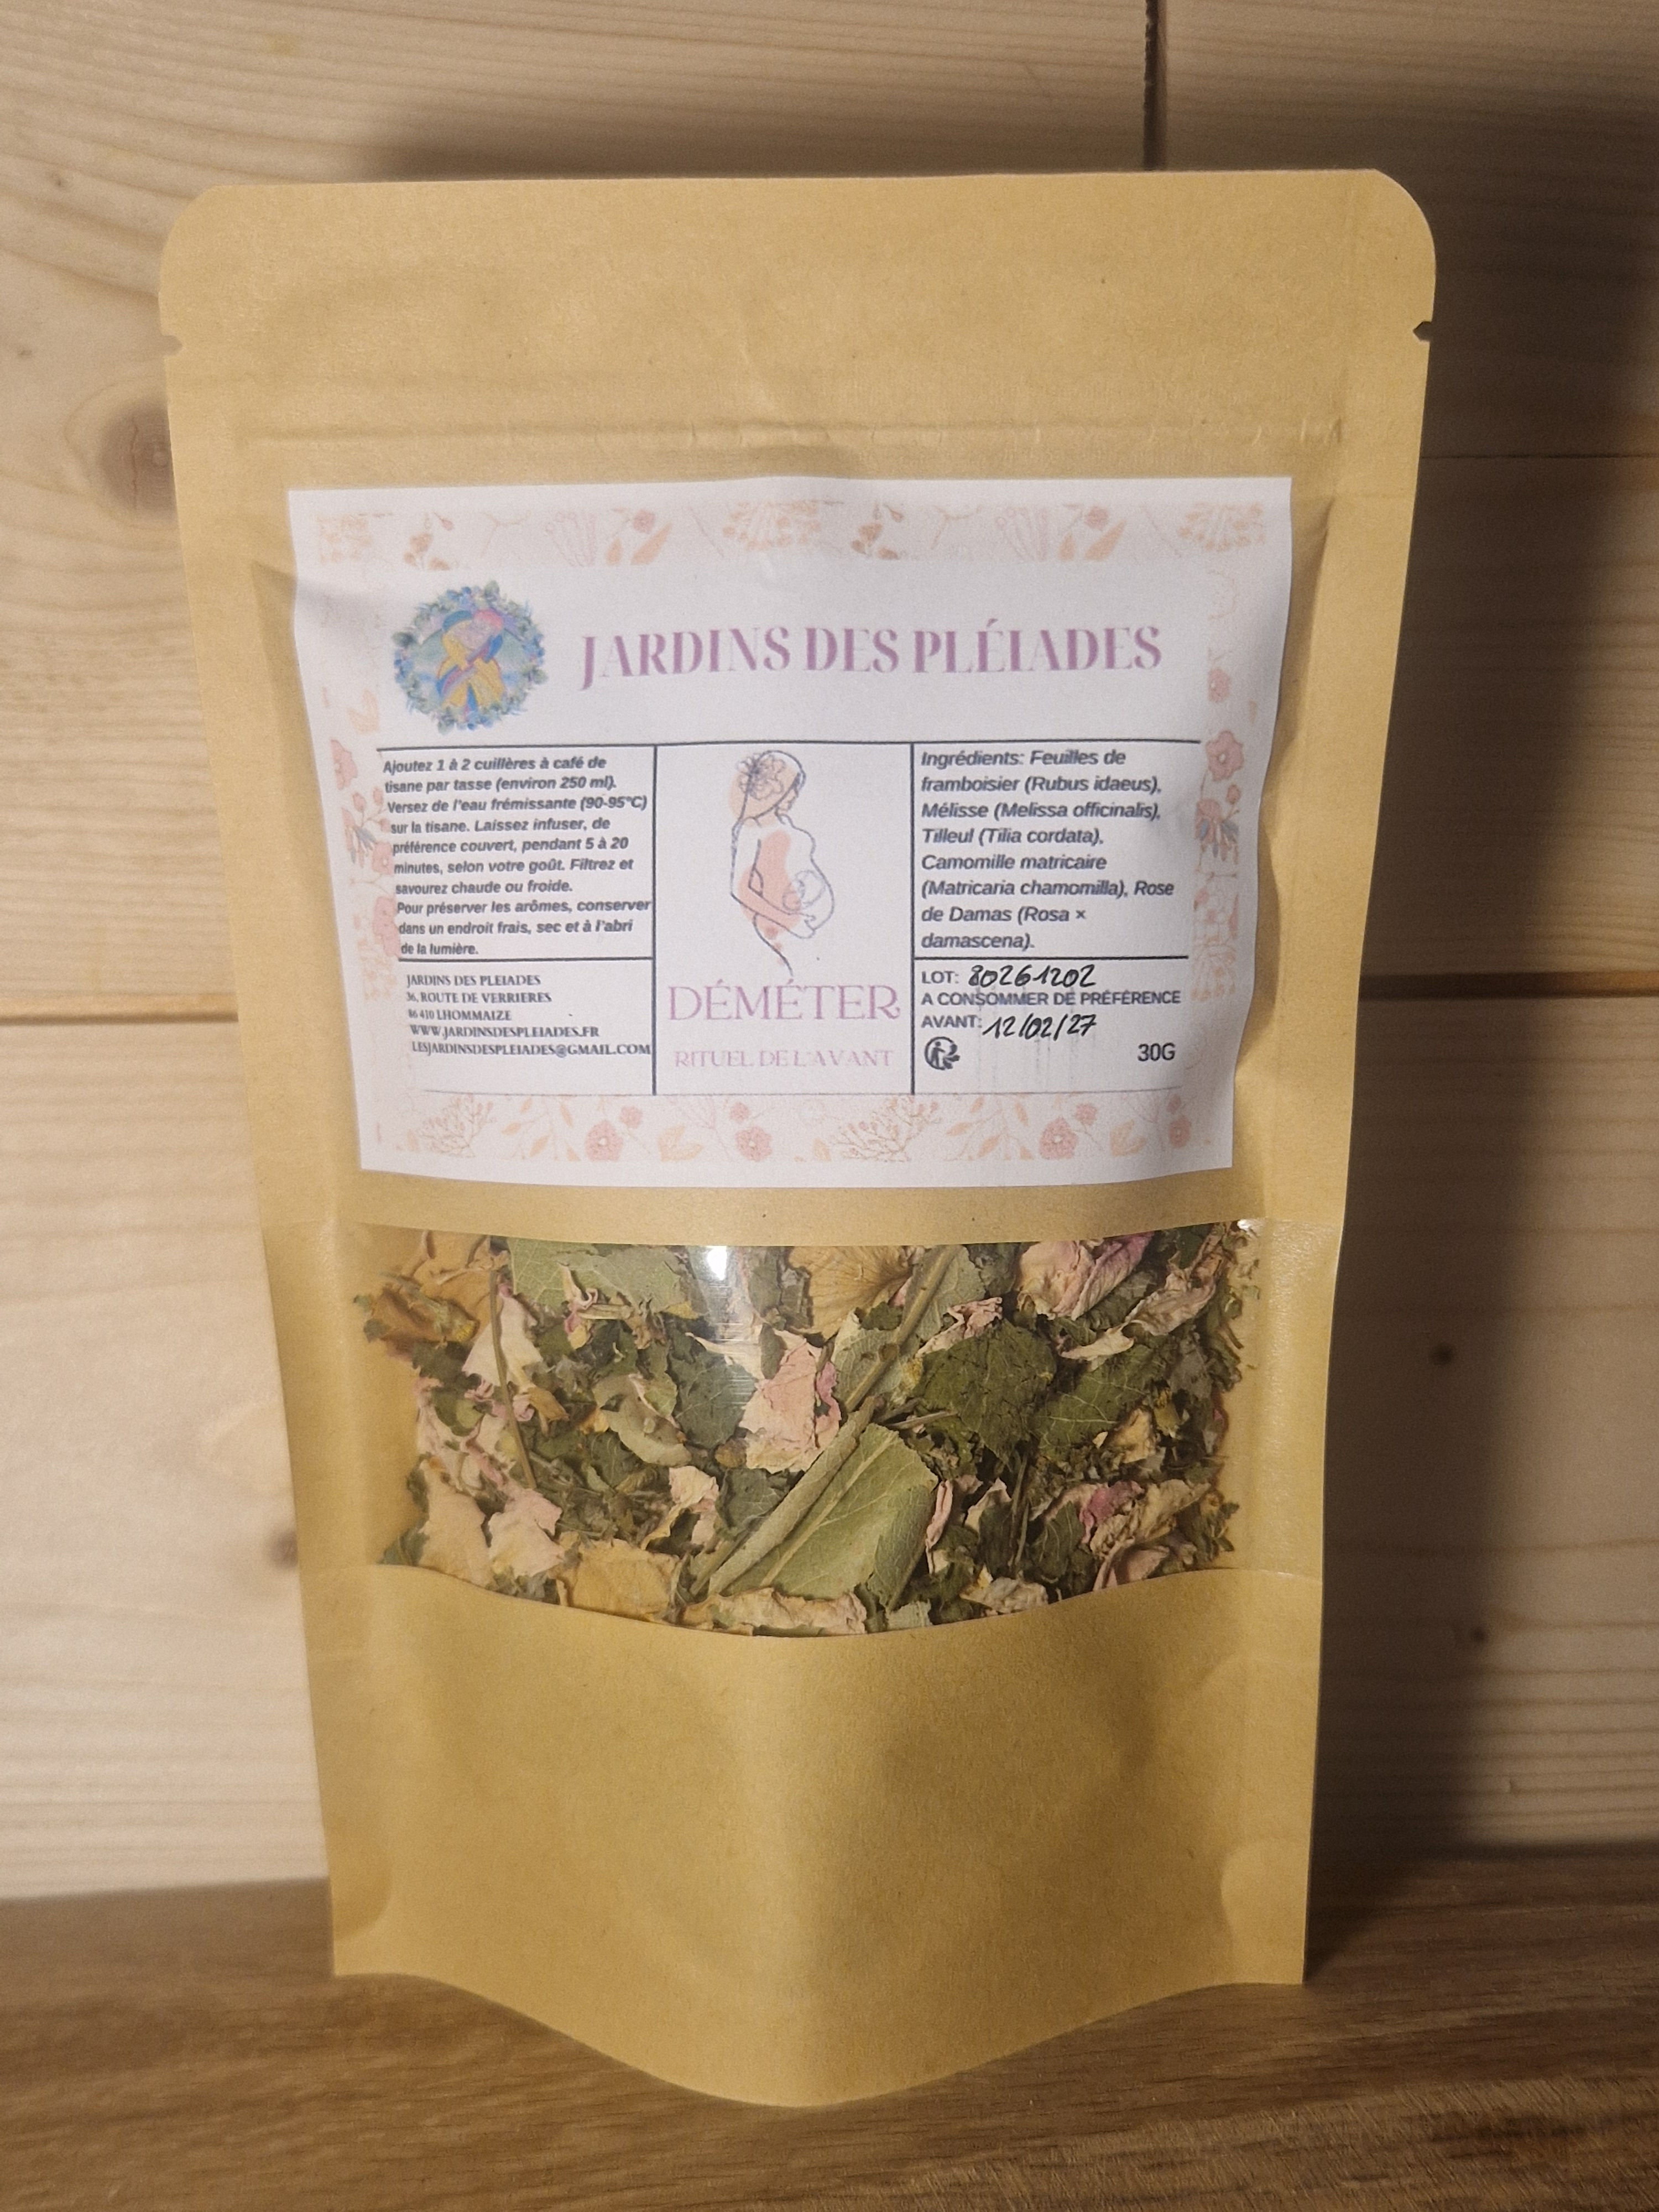 JARDINS DES PLÉIADES
Ajoutez 1 à 2 cuillères à café de
tisane par tasse (environ 250 ml).
Versez de l'eau frémissante (90-95°C)
sur la tisane. Laissez infuser, de
préférence couvert, pendant 5 à 20
minutes, selon votre goût. Filtrez et
savourez chaude ou froide.
Pour préserver les arômes, conserver
dans un endroit frais, sec et à l'abri
de la lumière.
JARDINS DES PLEIADES
36, ROUTE DE VERRIERES
86 410 LHOMMAIZE
WWW.JARDINSDESPLEIADES.FR
LESJARDINSDESPLEIADES@GMAIL.COM
DÉMÉTER
RITUEL DE L'AVANT
Ingrédients: Feuilles de
framboisier (Rubus idaeus),
Mélisse (Melissa officinalis),
Tilleul (Tilia cordata),
Camomille matricaire
(Matricaria chamomilla), Rose
de Damas (Rosa ×
damascena).
LOT: 80261202
A CONSOMMER DE PRÉFÉRENCE
AVANT: 12/02/27
30G